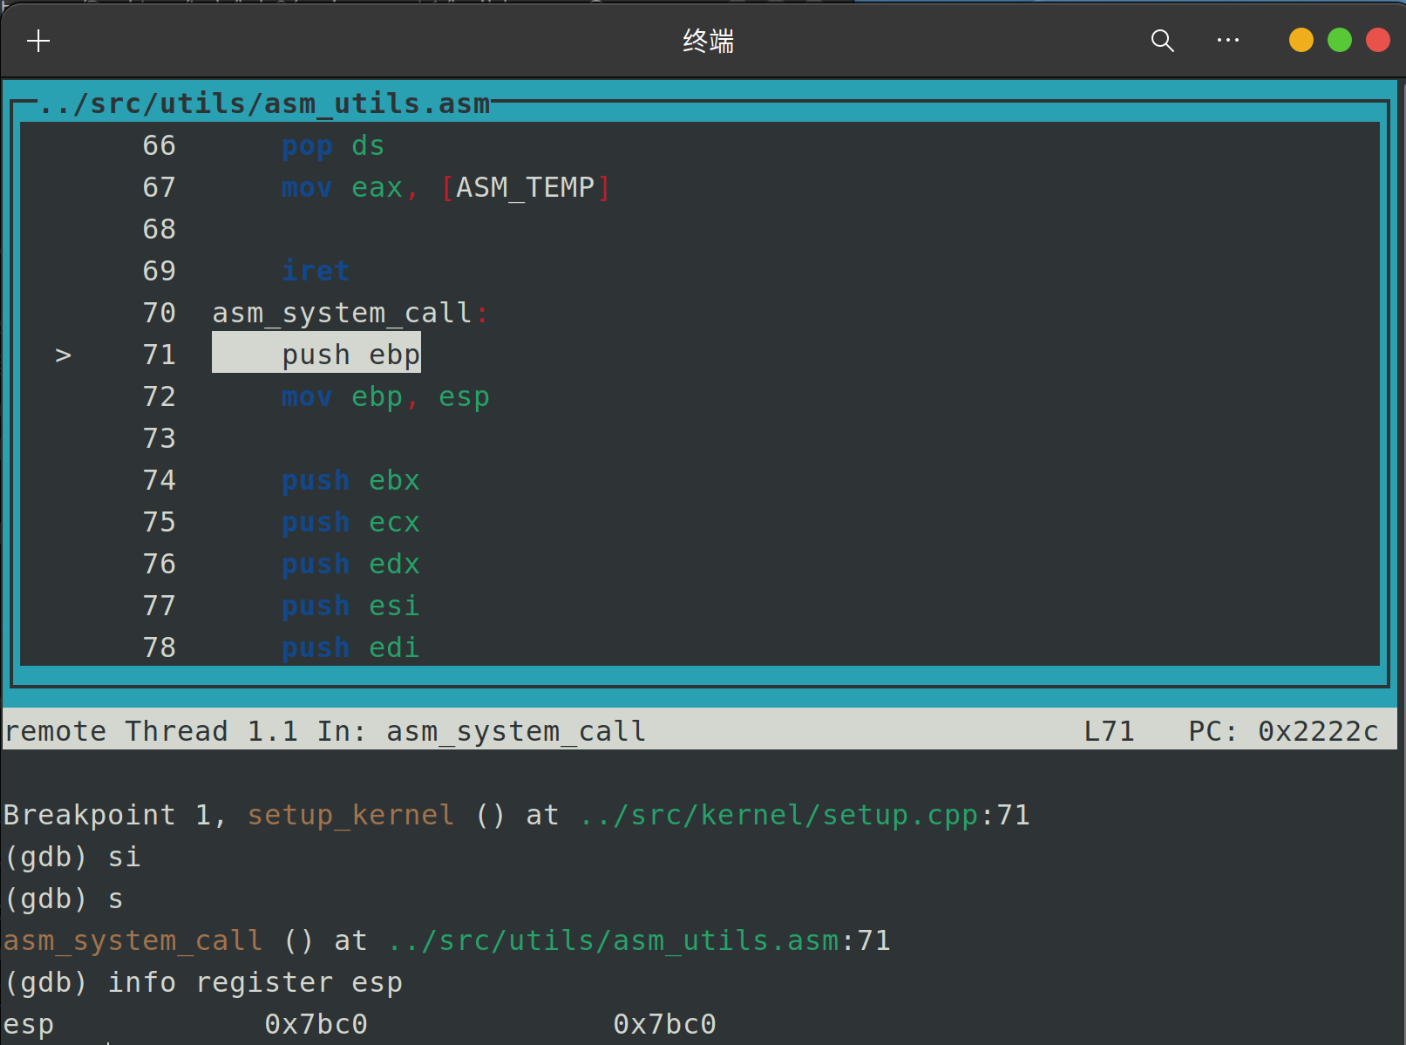 终端
../src/utils/asm_utils.asm
66 pop ds
67 mov eax, [ASM_TEMP]
68
69 iret
70 asm_system_call:
> 71 push ebp
72 mov ebp, esp
73
74 push ebx
75 push ecx
76 push edx
77 push esi
78 push edi
remote Thread 1.1 In: asm_system_call L71 PC: 0x2222c
Breakpoint 1, setup_kernel () at ../src/kernel/setup.cpp:71
(gdb) si
(gdb) s
asm_system_call () at ../src/utils/asm_utils.asm:71
(gdb) info register esp
esp 0x7bc0 0x7bc0